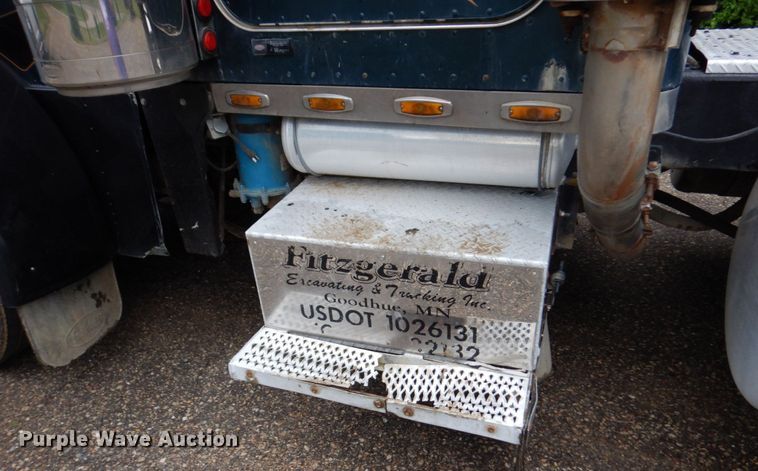 Fitzgerald
Excavating & Trucking Inc.
Goodhue, MN
USDOT 1026131
Purple Wave Auction